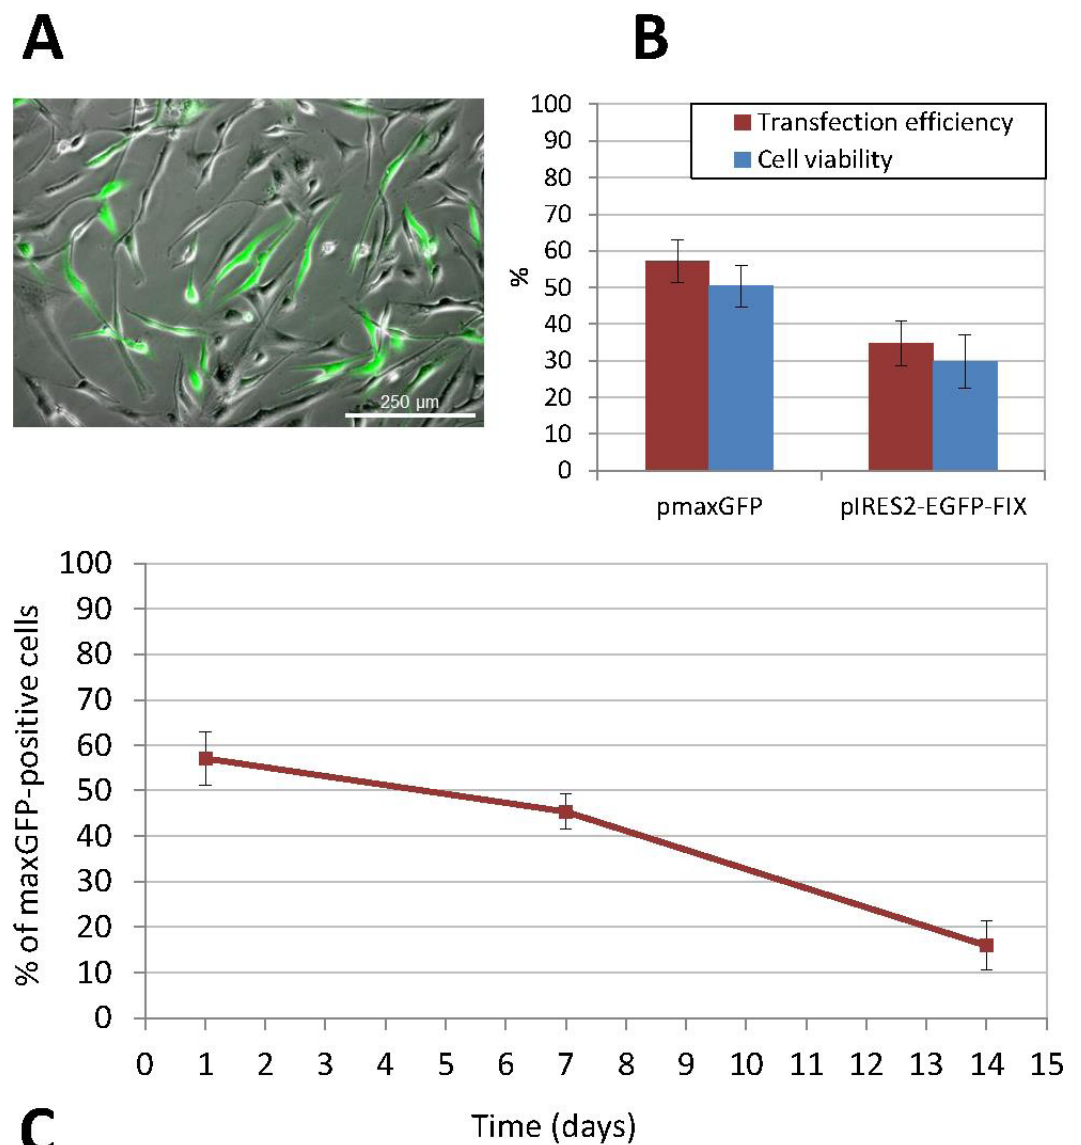 A
B
250 µm
100
90
80
70
60
50
40
30
20
10
0
%
Transfection efficiency
Cell viability
pmaxGFP pIRES2-EGFP-FIX
100
90
80
70
60
50
40
30
20
10
0
% of maxGFP-positive cells
0 1 2 3 4 5 6 7 8 9 10 11 12 13 14 15
Time (days)
C